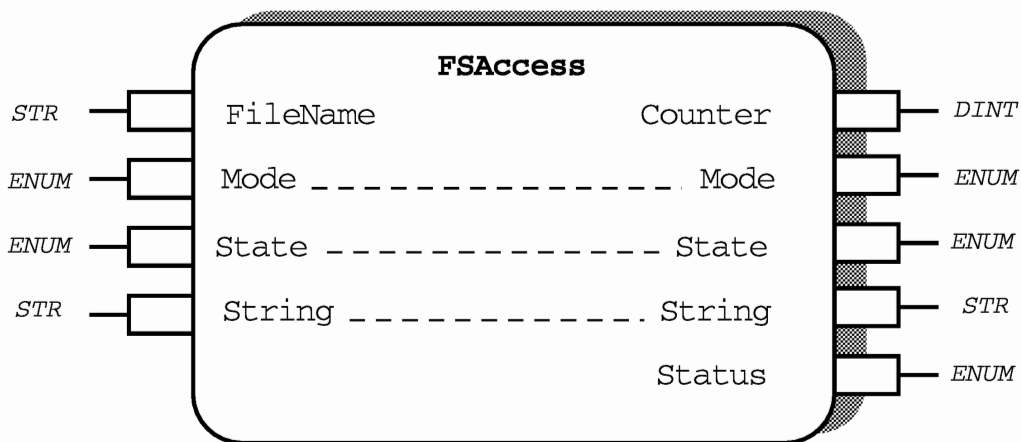 FSAccess
STR FileName Counter DINT
ENUM Mode Mode ENUM
ENUM State State ENUM
STR String String STR
Status ENUM